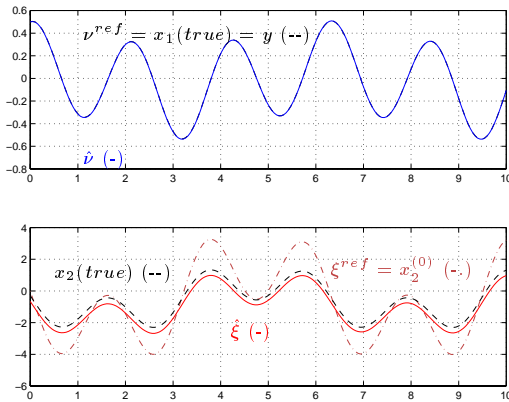 0.6
0.4
0.2
0
−0.2
−0.4
−0.6
−0.8
ν^{ref} = x_1(true) = y (--)
ν̂ (-)
0 1 2 3 4 5 6 7 8 9 10
4
2
0
−2
−4
−6
x_2(true) (--)
ξ^{ref} = x_2^{(0)} (-.)
ξ̂ (-)
0 1 2 3 4 5 6 7 8 9 10